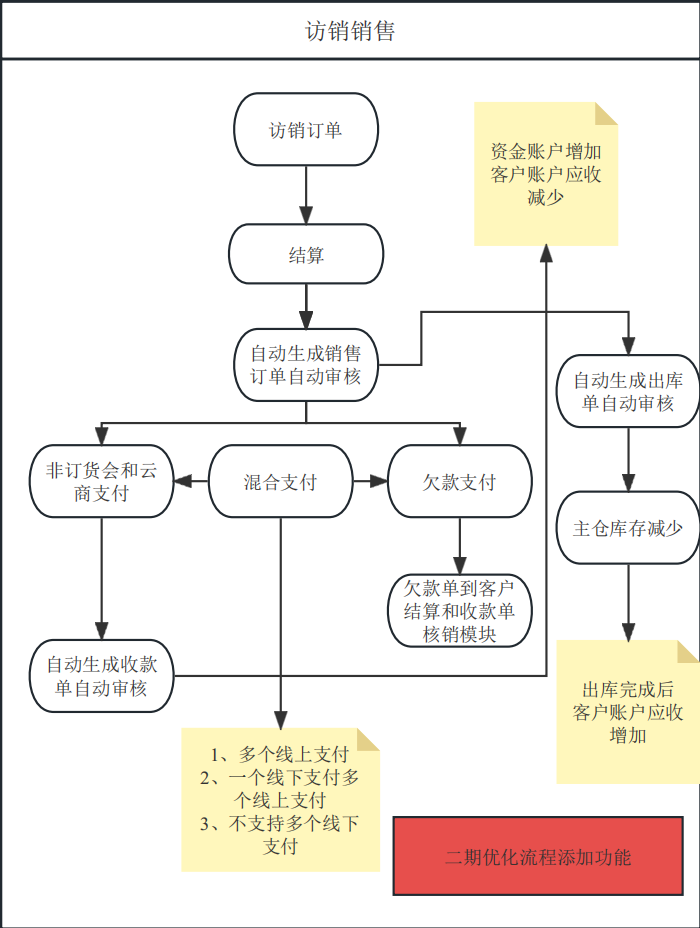 访销销售
访销订单
资金账户增加
客户账户应收
减少
结算
自动生成销售
订单自动审核
自动生成出库
单自动审核
非订货会和云
商支付
混合支付
欠款支付
主仓库存减少
欠款单到客户
结算和收款单
核销模块
自动生成收款
单自动审核
出库完成后
客户账户应收
增加
1、多个线上支付
2、一个线下支付多
个线上支付
3、不支持多个线下
支付
二期优化流程添加功能